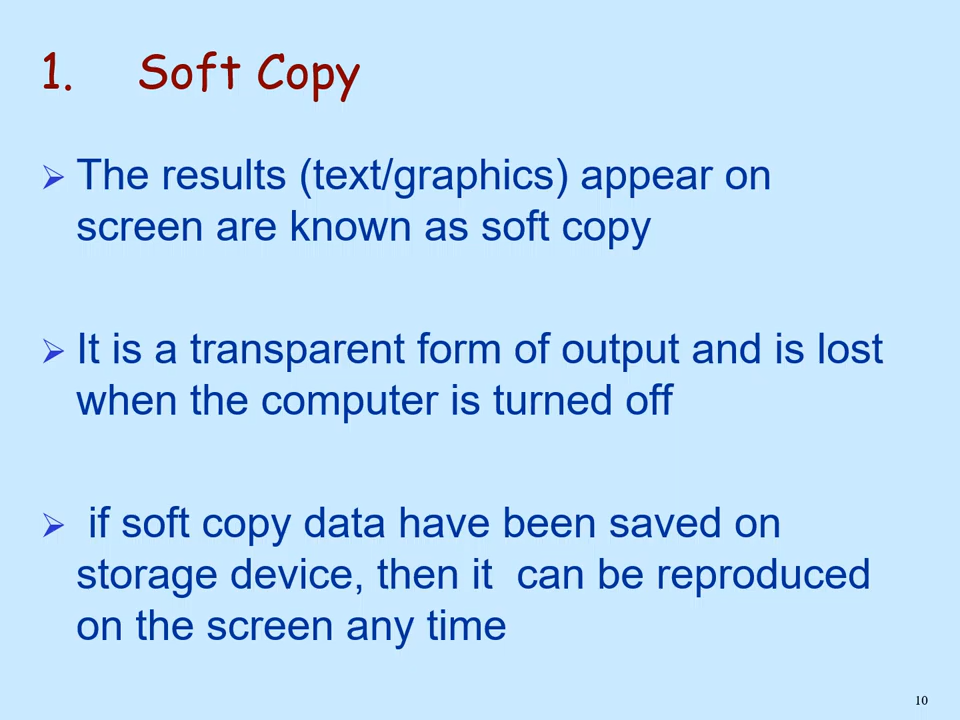 1. Soft Copy
The results (text/graphics) appear on
screen are known as soft copy
It is a transparent form of output and is lost
when the computer is turned off
if soft copy data have been saved on
storage device, then it can be reproduced
on the screen any time
10